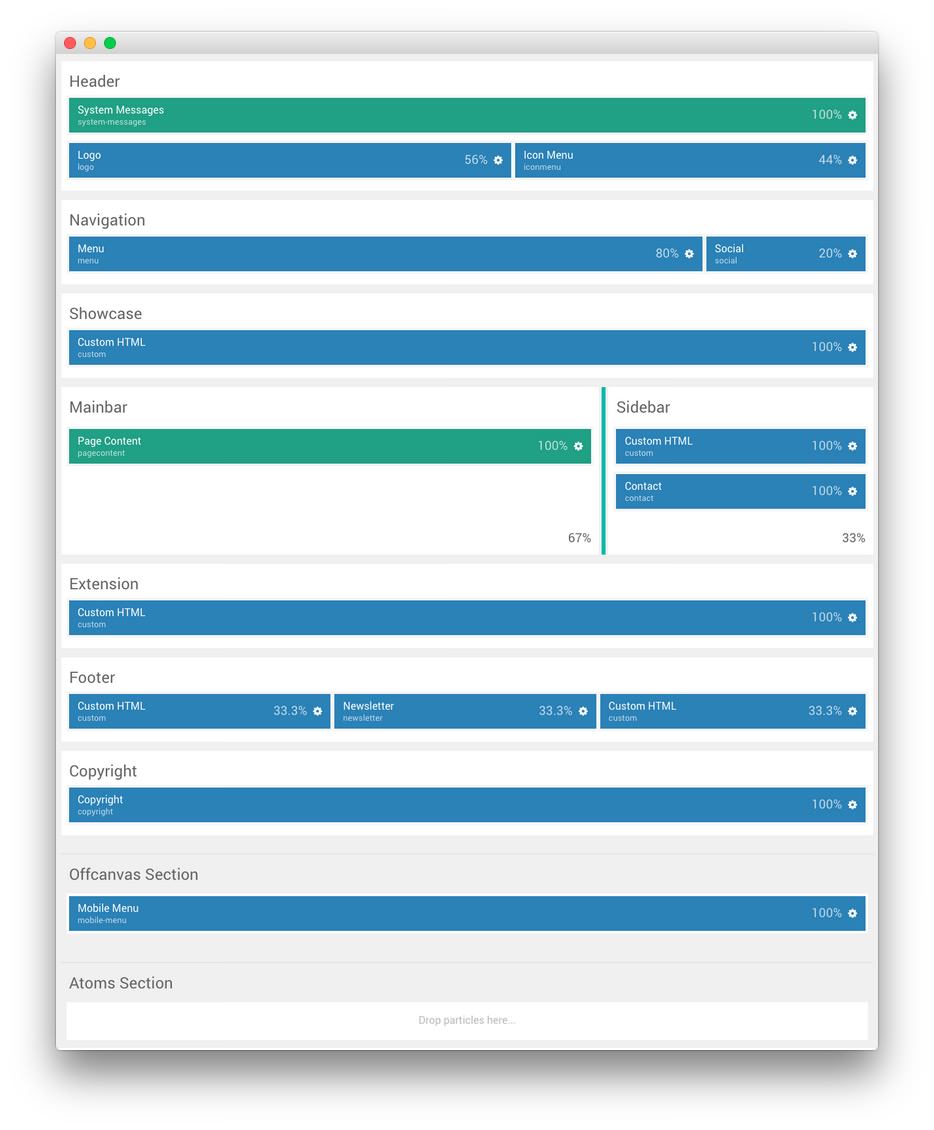 Header
System Messages
system-messages
100%
Logo
logo
56%
Icon Menu
iconmenu
44%
Navigation
Menu
menu
80%
Social
social
20%
Showcase
Custom HTML
custom
100%
Mainbar
Page Content
pagecontent
100%
67%
Sidebar
Custom HTML
custom
100%
Contact
contact
100%
33%
Extension
Custom HTML
custom
100%
Footer
Custom HTML
custom
33.3%
Newsletter
newsletter
33.3%
Custom HTML
custom
33.3%
Copyright
Copyright
copyright
100%
Offcanvas Section
Mobile Menu
mobile-menu
100%
Atoms Section
Drop particles here...